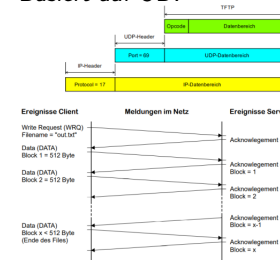 TFTP
Opcode Datenbereich
UDP-Header
Port = 69 UDP-Datenbereich
IP-Header
Protocol = 17 IP-Datenbereich
Ereignisse Client Meldungen im Netz
Write Request (WRQ)
Filename = "out.txt"
Acknowlegement
Data (DATA)
Block 1 = 512 Byte
Acknowlegement
Block = 1
Data (DATA)
Block 2 = 512 Byte
Acknowlegement
Block = 2
Acknowlegement
Block = x-1
Data (DATA)
Block x < 512 Byte
(Ende des Files)
Acknowlegement
Block = x